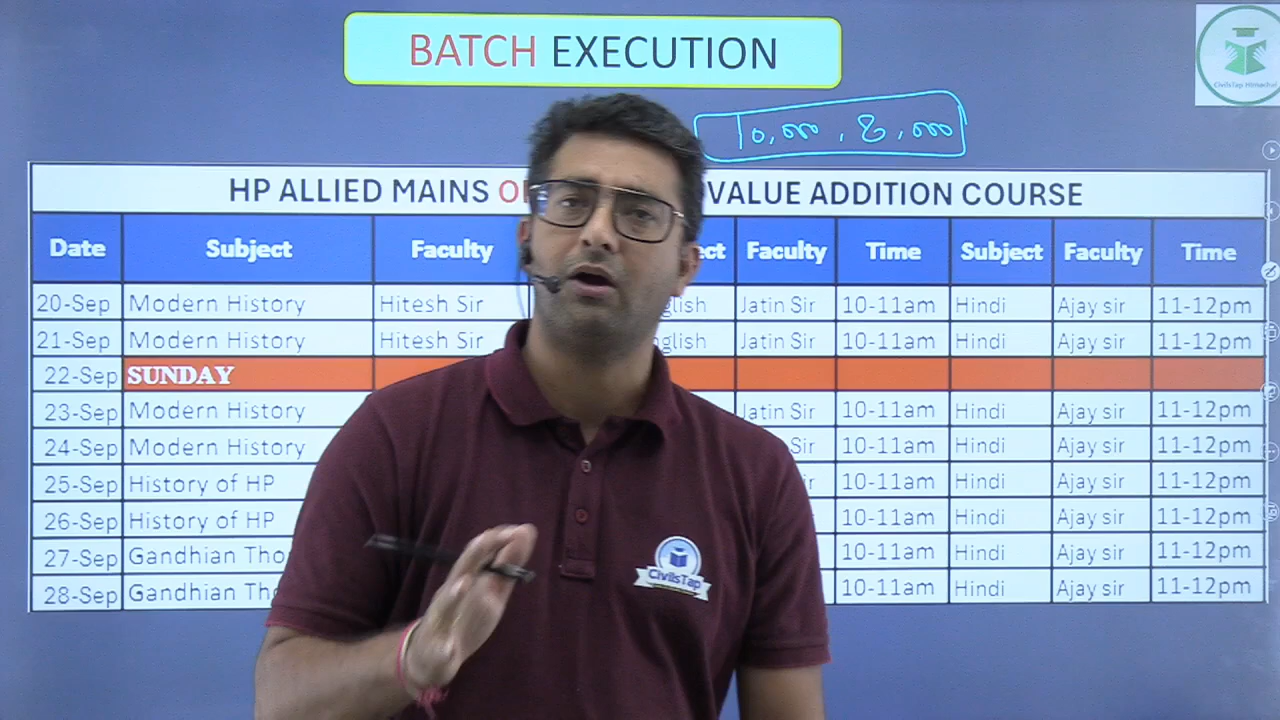 BATCH EXECUTION
CivilsTap Himachal
10,000, 8,000
HP ALLIED MAINS VALUE ADDITION COURSE
Date Subject Faculty Faculty Time Subject Faculty Time
20-Sep Modern History Hitesh Sir Jatin Sir 10-11am Hindi Ajay sir 11-12pm
21-Sep Modern History Hitesh Sir Jatin Sir 10-11am Hindi Ajay sir 11-12pm
22-Sep SUNDAY
23-Sep Modern History Jatin Sir 10-11am Hindi Ajay sir 11-12pm
24-Sep Modern History Sir 10-11am Hindi Ajay sir 11-12pm
25-Sep History of HP 10-11am Hindi Ajay sir 11-12pm
26-Sep History of HP 10-11am Hindi Ajay sir 11-12pm
27-Sep Gandhian 10-11am Hindi Ajay sir 11-12pm
28-Sep Gandhian 10-11am Hindi Ajay sir 11-12pm
CivilsTap